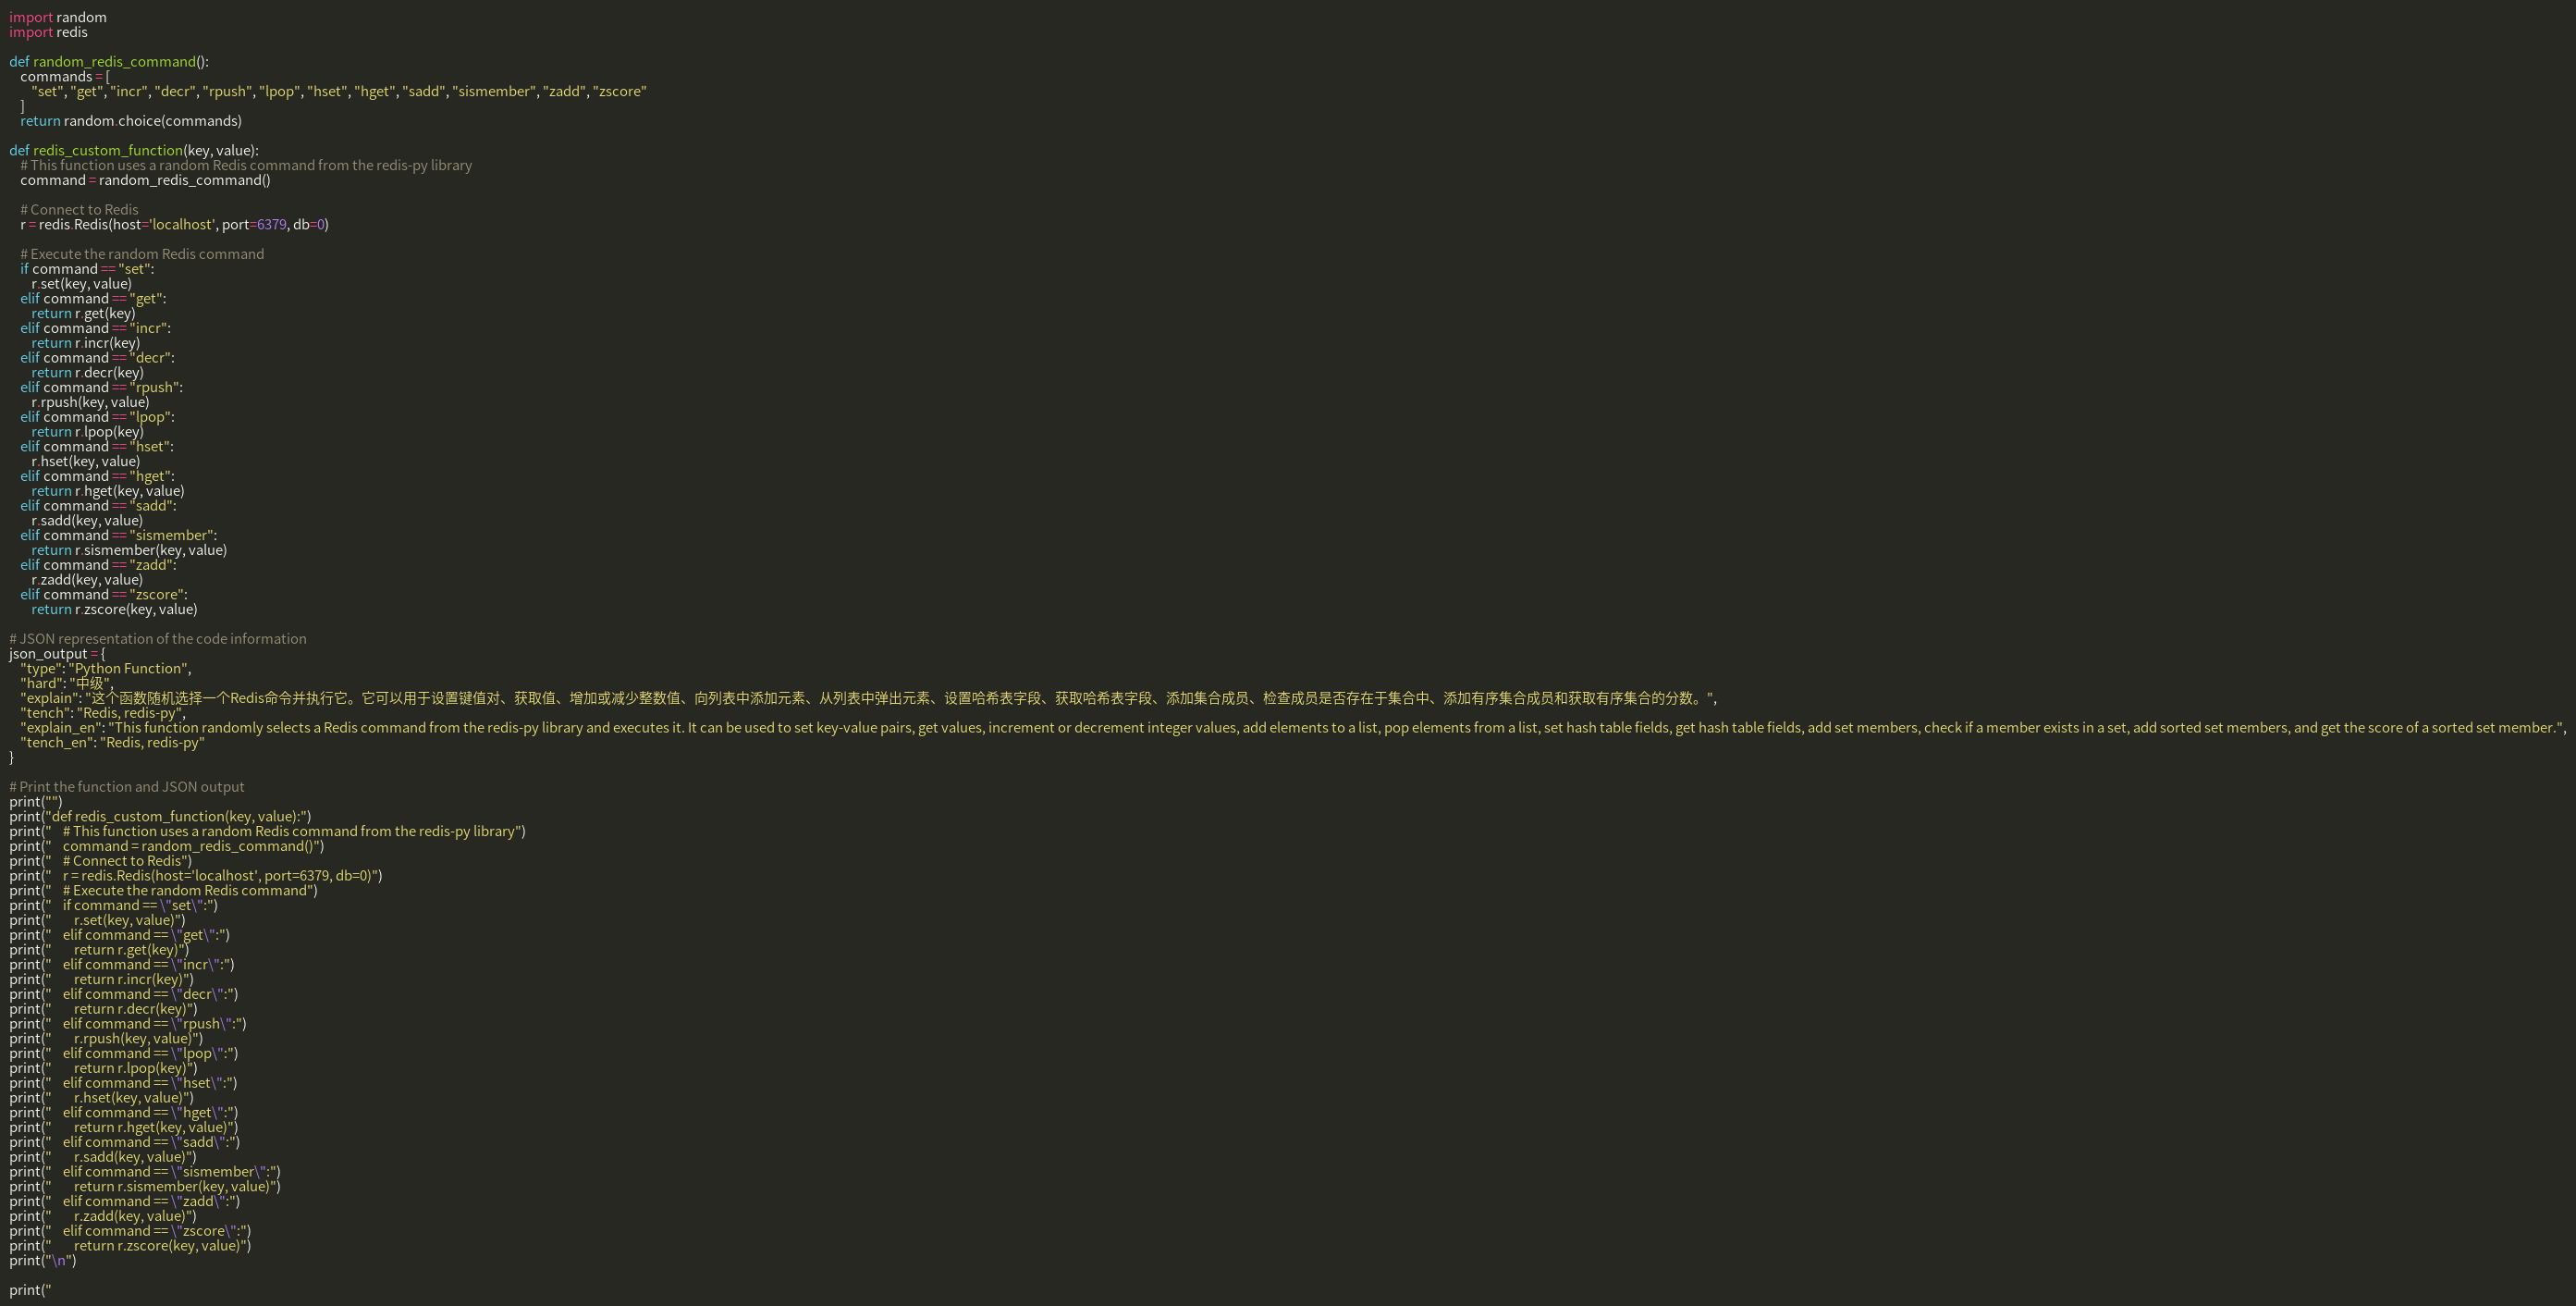 import random
import redis

def random_redis_command():
    commands = [
        "set", "get", "incr", "decr", "rpush", "lpop", "hset", "hget", "sadd", "sismember", "zadd", "zscore"
    ]
    return random.choice(commands)

def redis_custom_function(key, value):
    # This function uses a random Redis command from the redis-py library
    command = random_redis_command()

    # Connect to Redis
    r = redis.Redis(host='localhost', port=6379, db=0)

    # Execute the random Redis command
    if command == "set":
        r.set(key, value)
    elif command == "get":
        return r.get(key)
    elif command == "incr":
        return r.incr(key)
    elif command == "decr":
        return r.decr(key)
    elif command == "rpush":
        r.rpush(key, value)
    elif command == "lpop":
        return r.lpop(key)
    elif command == "hset":
        r.hset(key, value)
    elif command == "hget":
        return r.hget(key, value)
    elif command == "sadd":
        r.sadd(key, value)
    elif command == "sismember":
        return r.sismember(key, value)
    elif command == "zadd":
        r.zadd(key, value)
    elif command == "zscore":
        return r.zscore(key, value)

# JSON representation of the code information
json_output = {
    "type": "Python Function",
    "hard": "中级",
    "explain": "这个函数随机选择一个Redis命令并执行它。它可以用于设置键值对、获取值、增加或减少整数值、向列表中添加元素、从列表中弹出元素、设置哈希表字段、获取哈希表字段、添加集合成员、检查成员是否存在于集合中、添加有序集合成员和获取有序集合的分数。",
    "tench": "Redis, redis-py",
    "explain_en": "This function randomly selects a Redis command from the redis-py library and executes it. It can be used to set key-value pairs, get values, increment or decrement integer values, add elements to a list, pop elements from a list, set hash table fields, get hash table fields, add set members, check if a member exists in a set, add sorted set members, and get the score of a sorted set member.",
    "tench_en": "Redis, redis-py"
}

# Print the function and JSON output
print("")
print("def redis_custom_function(key, value):")
print("    # This function uses a random Redis command from the redis-py library")
print("    command = random_redis_command()")
print("    # Connect to Redis")
print("    r = redis.Redis(host='localhost', port=6379, db=0)")
print("    # Execute the random Redis command")
print("    if command == \"set\":")
print("        r.set(key, value)")
print("    elif command == \"get\":")
print("        return r.get(key)")
print("    elif command == \"incr\":")
print("        return r.incr(key)")
print("    elif command == \"decr\":")
print("        return r.decr(key)")
print("    elif command == \"rpush\":")
print("        r.rpush(key, value)")
print("    elif command == \"lpop\":")
print("        return r.lpop(key)")
print("    elif command == \"hset\":")
print("        r.hset(key, value)")
print("    elif command == \"hget\":")
print("        return r.hget(key, value)")
print("    elif command == \"sadd\":")
print("        r.sadd(key, value)")
print("    elif command == \"sismember\":")
print("        return r.sismember(key, value)")
print("    elif command == \"zadd\":")
print("        r.zadd(key, value)")
print("    elif command == \"zscore\":")
print("        return r.zscore(key, value)")
print("\n")

print("